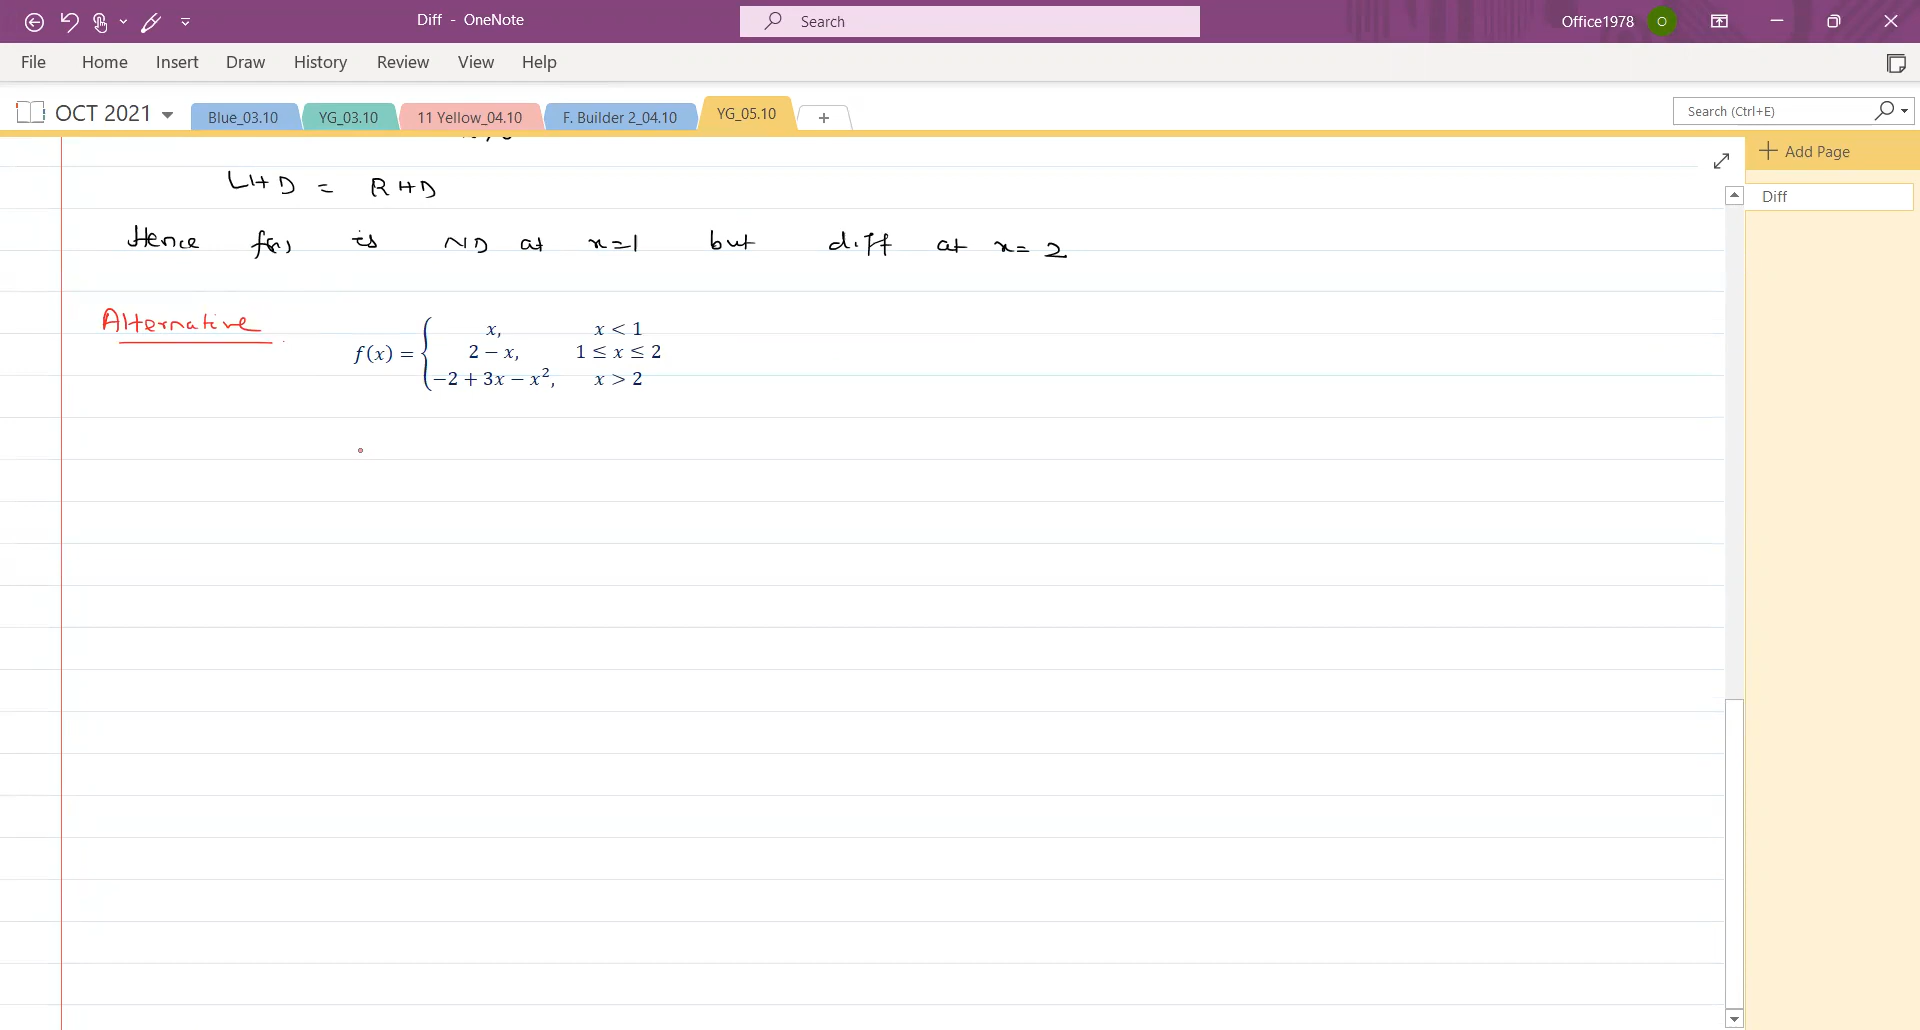 Diff - OneNote
Search
Office1978
O
File Home Insert Draw History Review View Help
OCT 2021
Blue_03.10
YG_03.10
11 Yellow_04.10
F. Builder 2_04.10
YG_05.10
+
Search (Ctrl+E)
+ Add Page
Diff
LHD = RHD
Hence f(x) is ND at x=1 but diff at x=2
Alternative
f(x) = { x, x < 1
2 − x, 1 ≤ x ≤ 2
−2 + 3x − x², x > 2